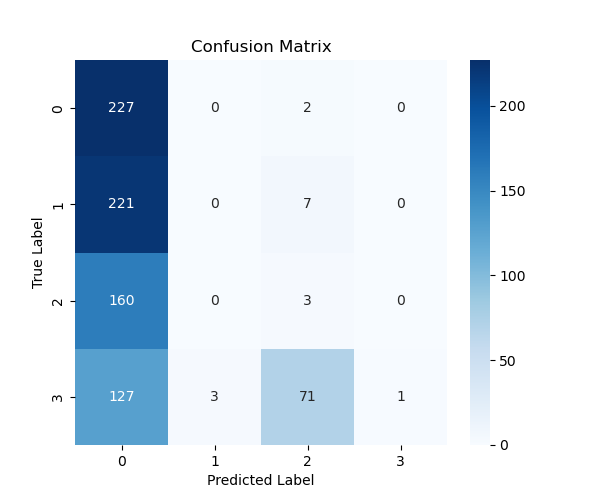 Confusion Matrix
True Label
0 227 0 2 0
1 221 0 7 0
2 160 0 3 0
3 127 3 71 1
0 1 2 3
Predicted Label
200
150
100
50
0